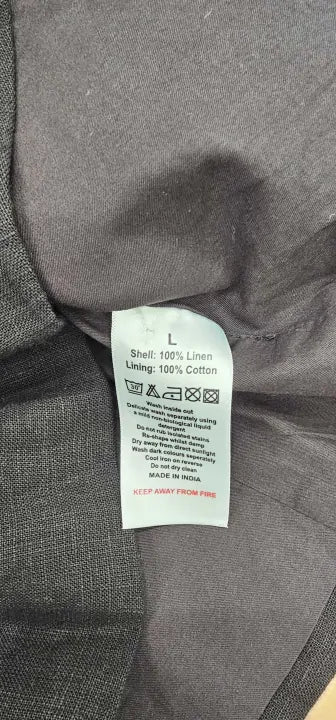 L
Shell: 100% Linen
Lining: 100% Cotton
30°
Wash inside out
Delicate wash separately using
a mild non-biological liquid
detergent
Do not rub isolated stains
Re-shape whilst damp
Dry away from direct sunlight
Wash dark colours seperately
Cool iron on reverse
Do not dry clean
MADE IN INDIA
KEEP AWAY FROM FIRE